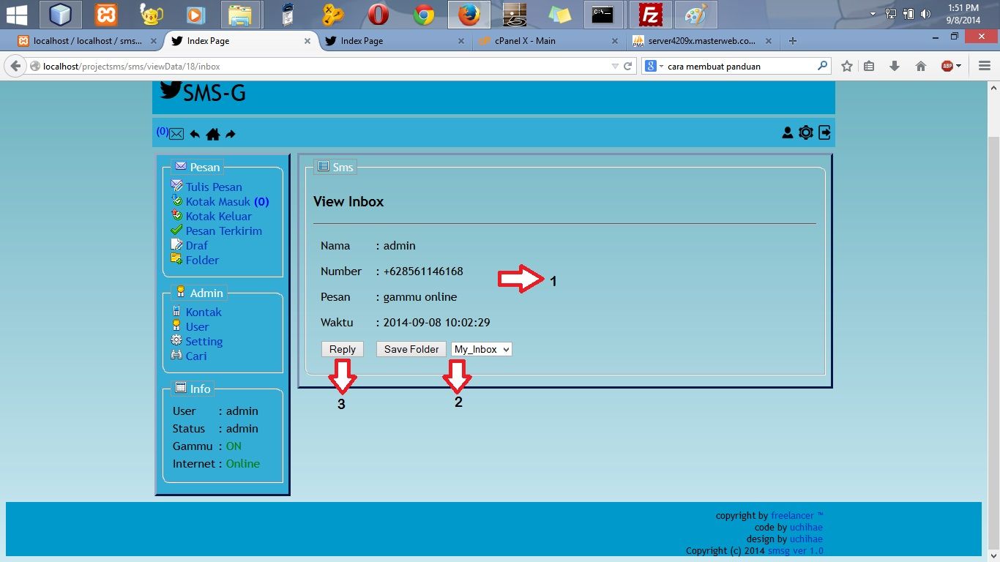 1:51 PM
9/8/2014
localhost / localhost / sms...
Index Page
Index Page
cPanel X - Main
server4209x.masterweb.co...
localhost/projectsms/sms/viewData/18/inbox
cara membuat panduan
ABP
SMS-G
(0)
Pesan
Tulis Pesan
Kotak Masuk (0)
Kotak Keluar
Pesan Terkirim
Draf
Folder
Admin
Kontak
User
Setting
Cari
Info
User : admin
Status : admin
Gammu : ON
Internet : Online
Sms
View Inbox
Nama : admin
Number : +628561146168
Pesan : gammu online
Waktu : 2014-09-08 10:02:29
1
Reply Save Folder My_Inbox
3 2
copyright by freelancer ™
code by uchihae
design by uchihae
Copyright (c) 2014 smsg ver 1.0